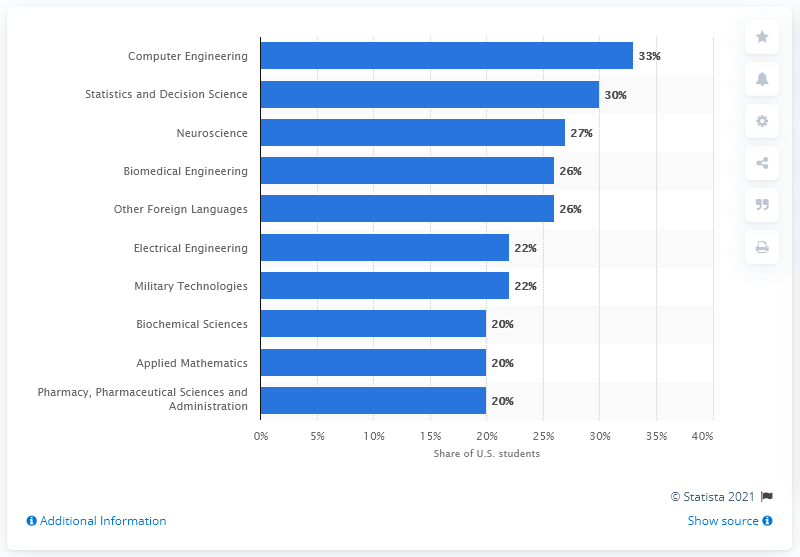 Computer Engineering 33%
Statistics and Decision Science 30%
Neuroscience 27%
Biomedical Engineering 26%
Other Foreign Languages 26%
Electrical Engineering 22%
Military Technologies 22%
Biochemical Sciences 20%
Applied Mathematics 20%
Pharmacy, Pharmaceutical Sciences and
Administration 20%
0% 5% 10% 15% 20% 25% 30% 35% 40%
Share of U.S. students
© Statista 2021
Additional Information Show source